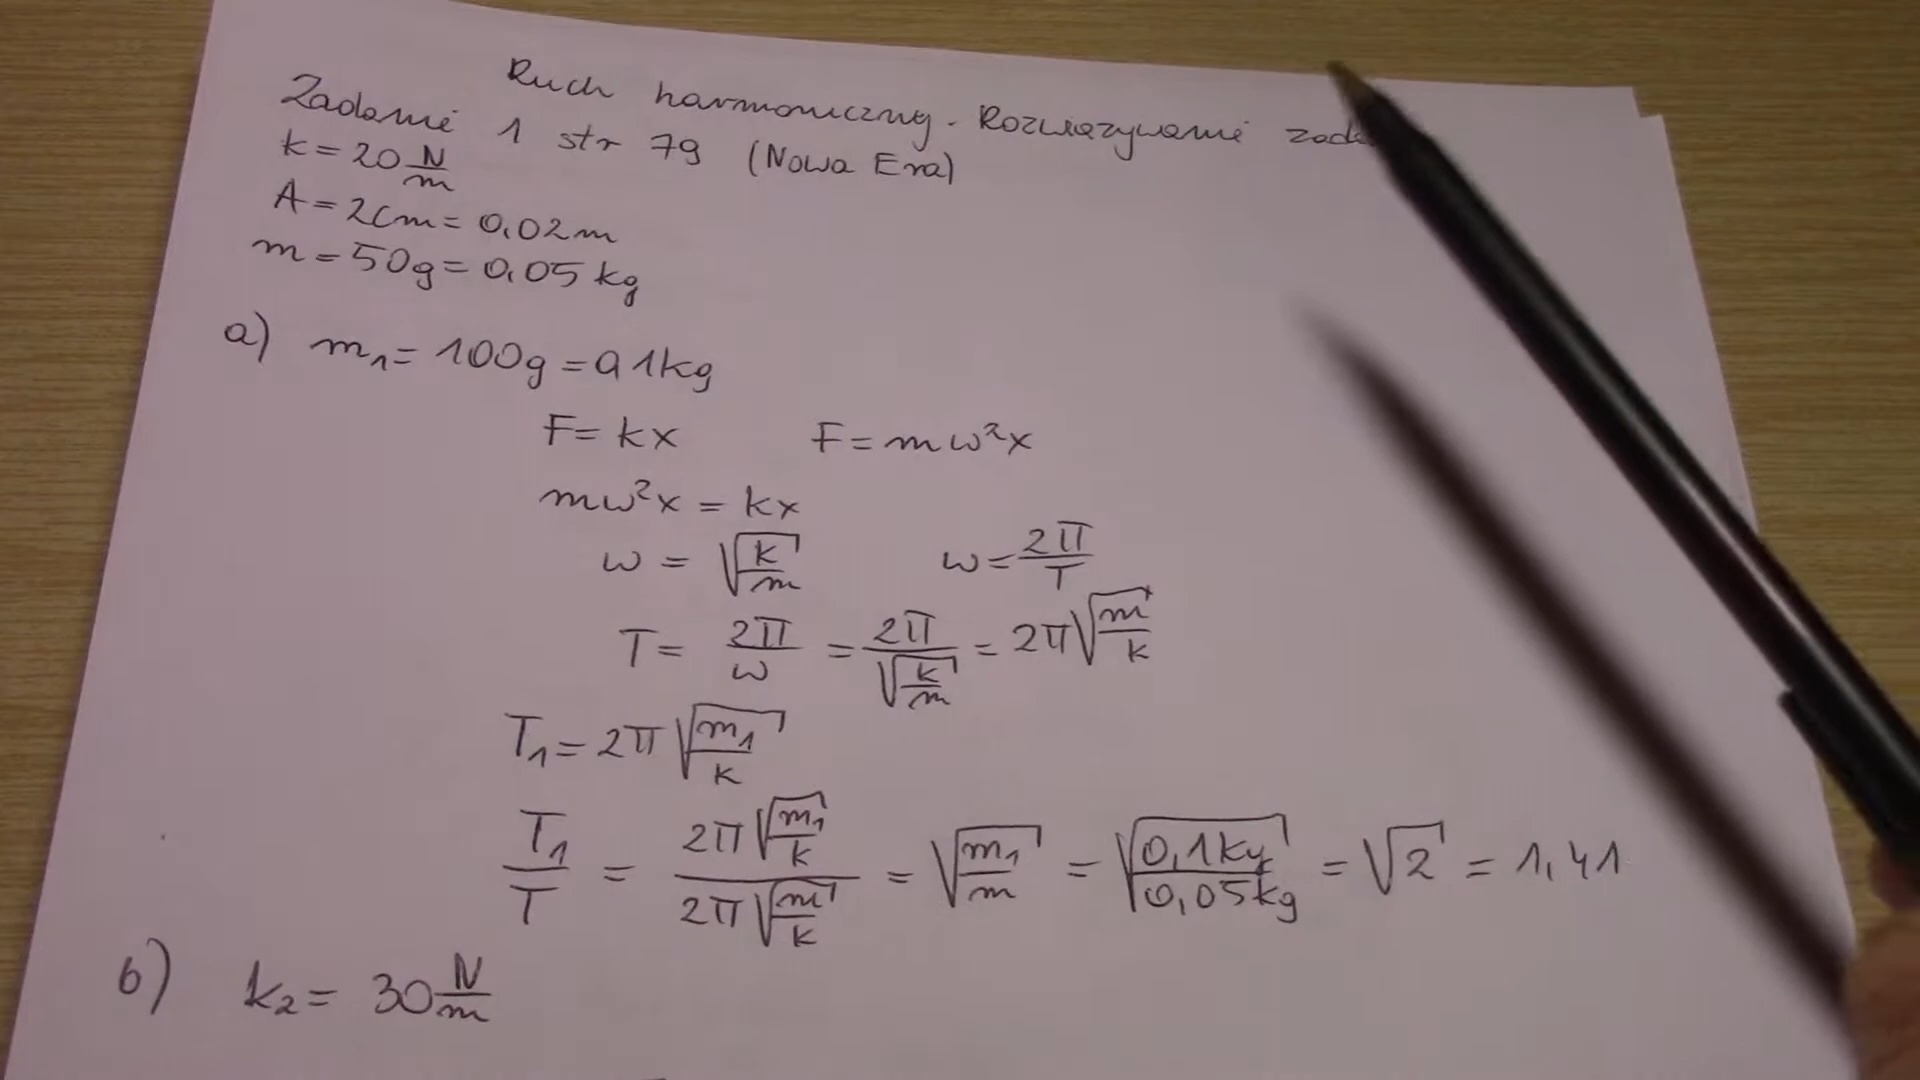 Ruch harmoniczny. Rozwiązywanie
Zadanie 1 str 79 (Nowa Era)
k = 20 N/m
A = 2cm = 0,02m
m = 50g = 0,05 kg
a) m₁ = 100g = 0,1kg
F = kx F = mω²x
mω²x = kx
ω = √(k/m) ω = 2π/T
T = 2π/ω = 2π/√(k/m) = 2π√(m/k)
T₁ = 2π√(m₁/k)
T₁/T = 2π√(m₁/k) / 2π√(m/k) = √(m₁/m) = √(0,1kg/0,05kg) = √2 = 1,41
b) k₂ = 30 N/m